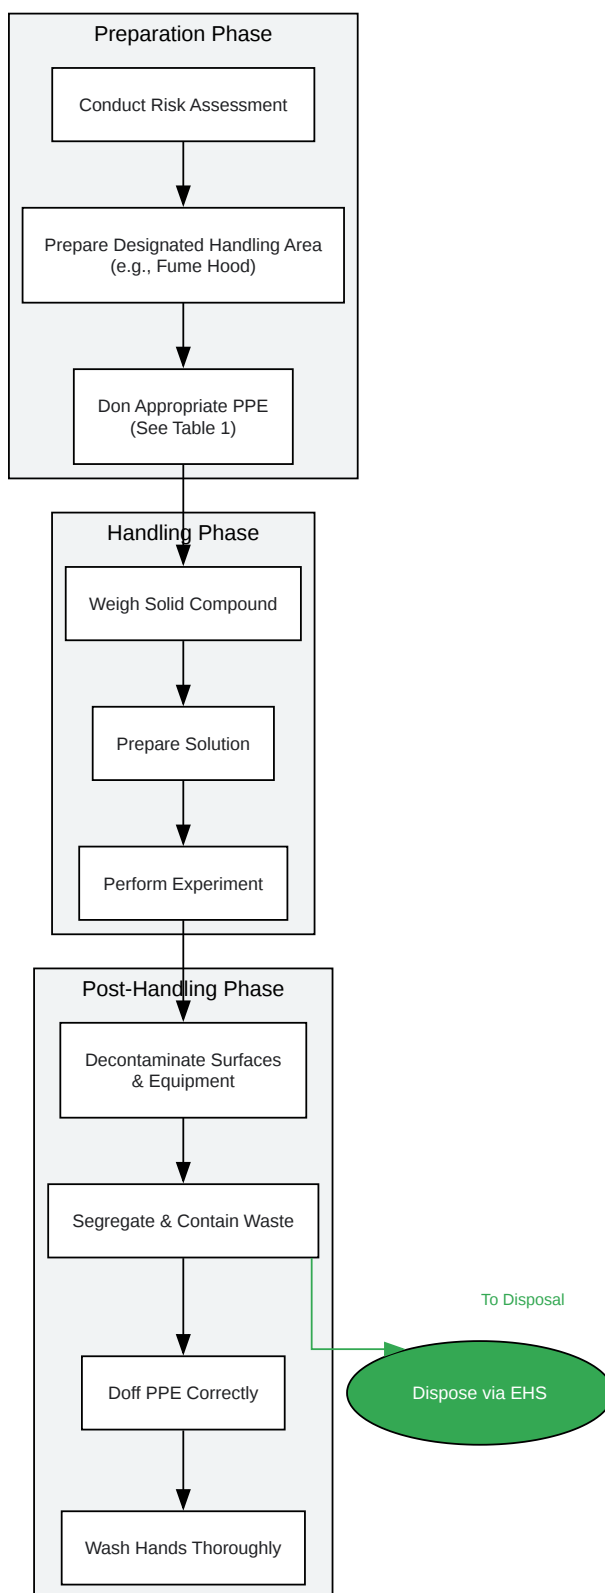 Preparation Phase
Conduct Risk Assessment
Prepare Designated Handling Area
(e.g., Fume Hood)
Don Appropriate PPE
(See Table 1)
Handling Phase
Weigh Solid Compound
Prepare Solution
Perform Experiment
Post-Handling Phase
Decontaminate Surfaces
& Equipment
Segregate & Contain Waste
To Disposal
Dispose via EHS
Doff PPE Correctly
Wash Hands Thoroughly